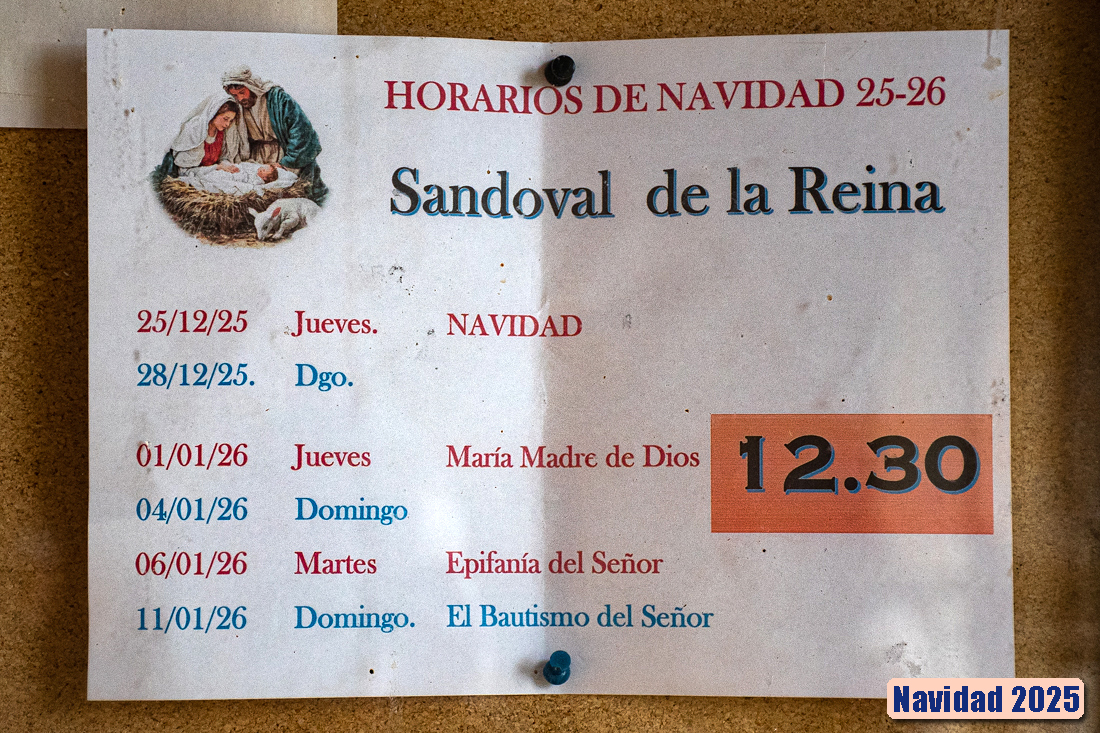 HORARIOS DE NAVIDAD 25-26
Sandoval de la Reina
25/12/25 Jueves. NAVIDAD
28/12/25. Dgo.
01/01/26 Jueves María Madre de Dios
12.30
04/01/26 Domingo
06/01/26 Martes Epifanía del Señor
11/01/26 Domingo. El Bautismo del Señor
Navidad 2025